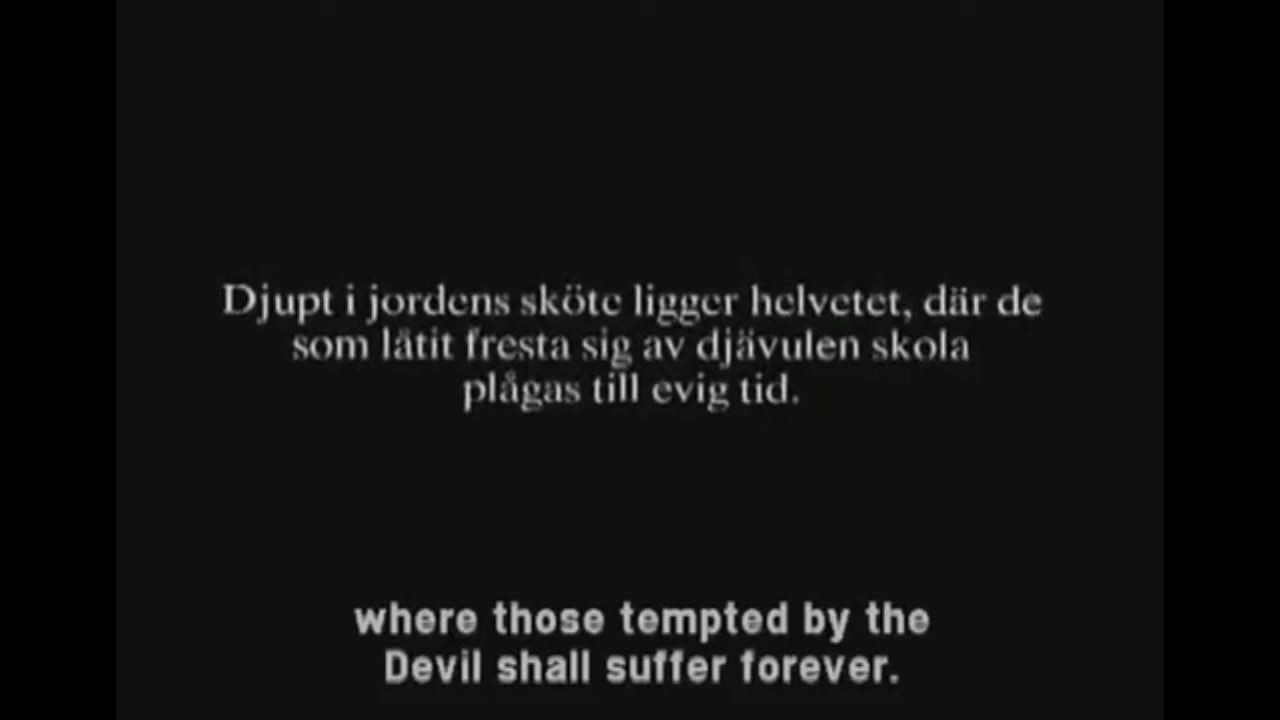 Djupt i jordens sköte ligger helvetet, där de
som låtit fresta sig av djävulen skola
plågas till evig tid.
where those tempted by the
Devil shall suffer forever.